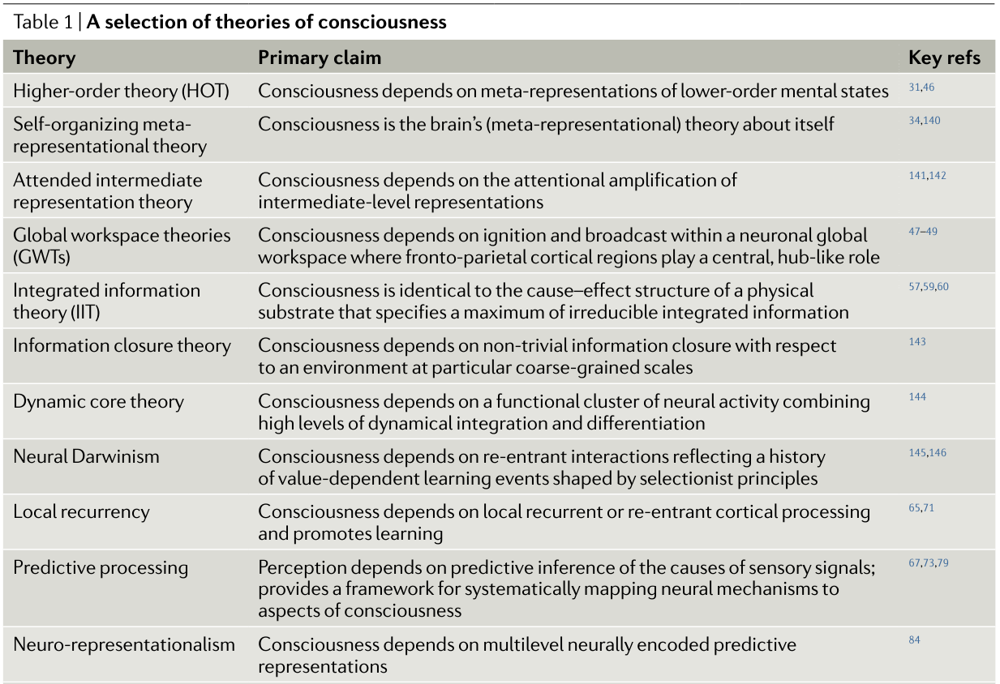 Table 1 | A selection of theories of consciousness
Theory Primary claim Key refs
Higher-order theory (HOT) Consciousness depends on meta-representations of lower-order mental states 31,46
Self-organizing meta- Consciousness is the brain’s (meta-representational) theory about itself 34,140
representational theory
Attended intermediate Consciousness depends on the attentional amplification of 141,142
representation theory intermediate-level representations
Global workspace theories Consciousness depends on ignition and broadcast within a neuronal global 47–49
(GWTs) workspace where fronto-parietal cortical regions play a central, hub-like role
Integrated information Consciousness is identical to the cause–effect structure of a physical 57,59,60
theory (IIT) substrate that specifies a maximum of irreducible integrated information
Information closure theory Consciousness depends on non-trivial information closure with respect 143
to an environment at particular coarse-grained scales
Dynamic core theory Consciousness depends on a functional cluster of neural activity combining 144
high levels of dynamical integration and differentiation
Neural Darwinism Consciousness depends on re-entrant interactions reflecting a history 145,146
of value-dependent learning events shaped by selectionist principles
Local recurrency Consciousness depends on local recurrent or re-entrant cortical processing 65,71
and promotes learning
Predictive processing Perception depends on predictive inference of the causes of sensory signals; 67,73,79
provides a framework for systematically mapping neural mechanisms to
aspects of consciousness
Neuro-representationalism Consciousness depends on multilevel neurally encoded predictive 84
representations